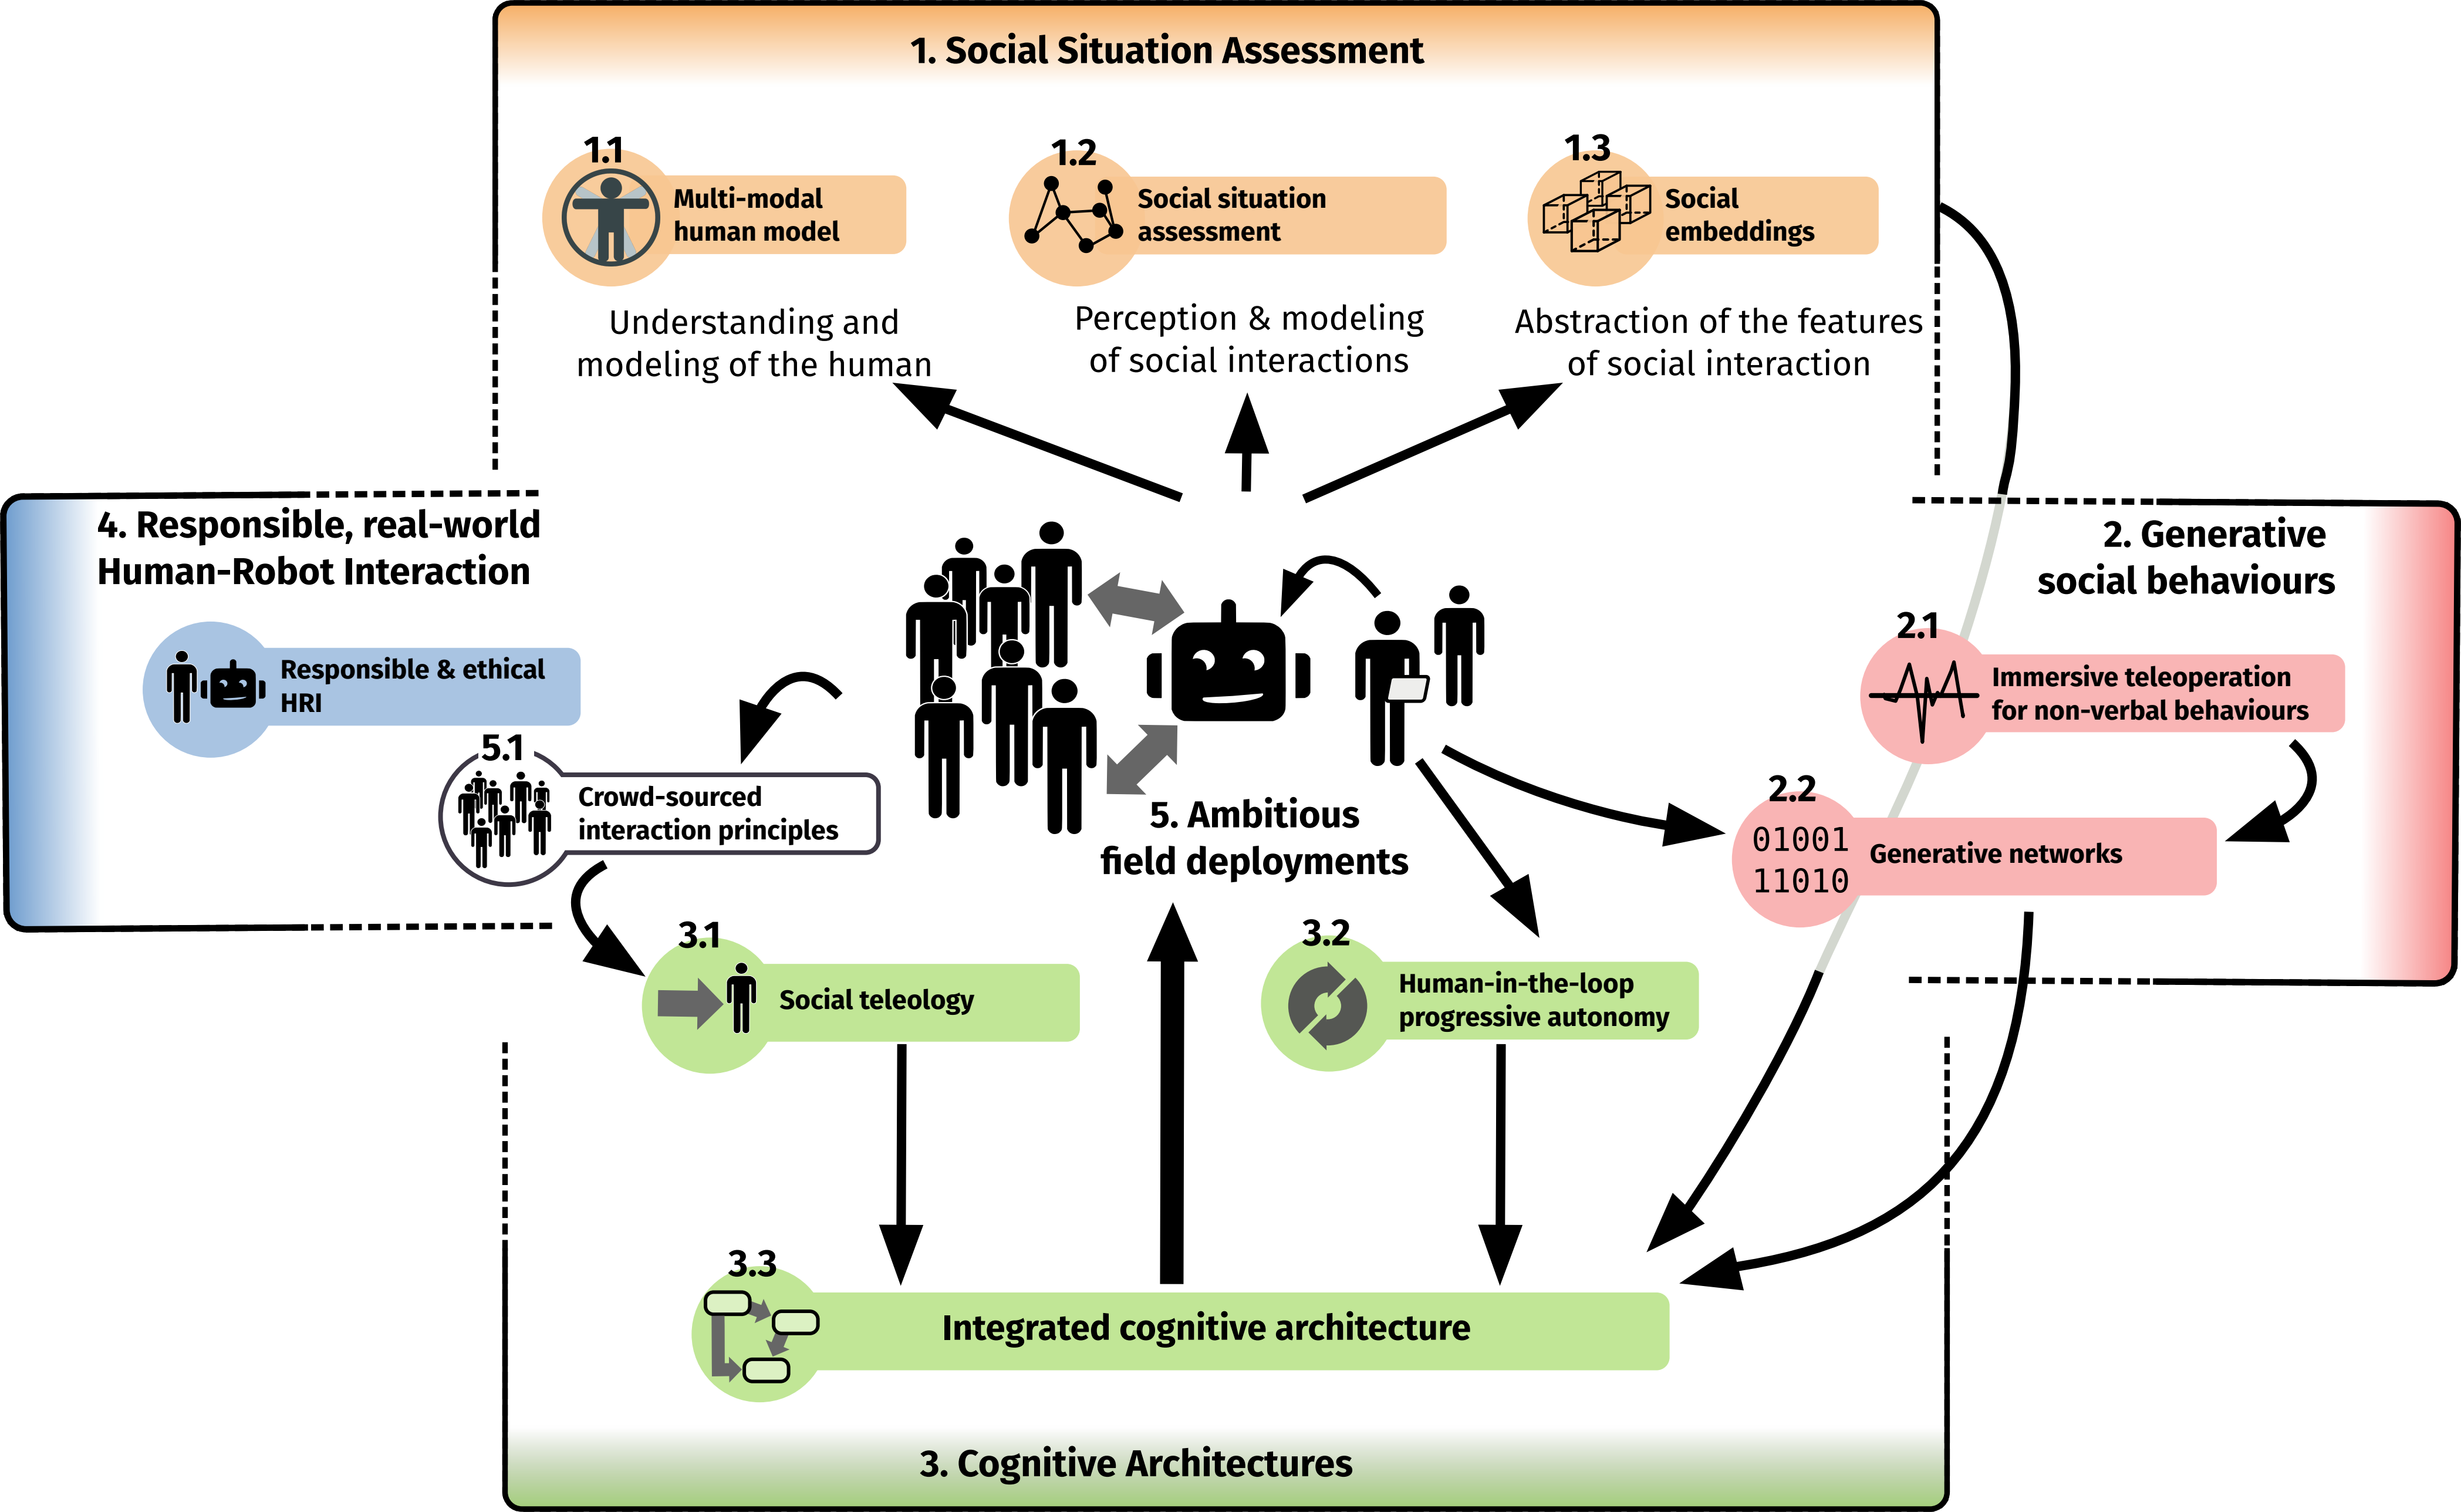 1. Social Situation Assessment
1.1
Multi-modal
human model
Understanding and
modeling of the human
1.2
Social situation
assessment
Perception & modeling
of social interactions
1.3
Social
embeddings
Abstraction of the features
of social interaction
4. Responsible, real-world
Human-Robot Interaction
Responsible & ethical
HRI
5.1
Crowd-sourced
interaction principles
5. Ambitious
field deployments
2. Generative
social behaviours
2.1
Immersive teleoperation
for non-verbal behaviours
2.2
01001
11010
Generative networks
3.1
Social teleology
3.2
Human-in-the-loop
progressive autonomy
3.3
Integrated cognitive architecture
3. Cognitive Architectures